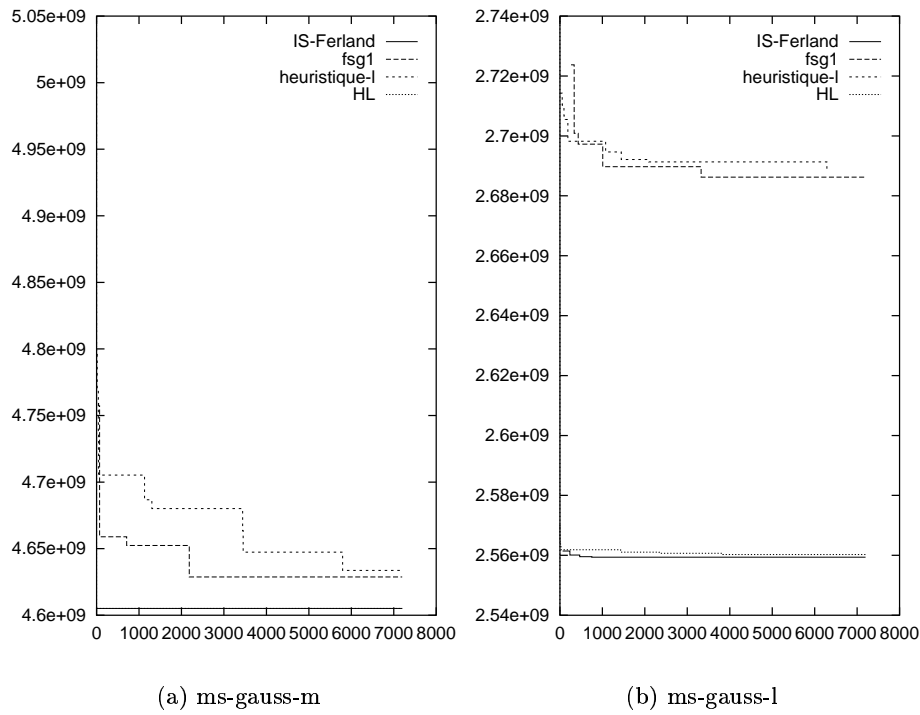 5.05e+09
5e+09
4.95e+09
4.9e+09
4.85e+09
4.8e+09
4.75e+09
4.7e+09
4.65e+09
4.6e+09
0 1000 2000 3000 4000 5000 6000 7000 8000
IS-Ferland
fsg1
heuristique-l
HL
(a) ms-gauss-m
2.74e+09
2.72e+09
2.7e+09
2.68e+09
2.66e+09
2.64e+09
2.62e+09
2.6e+09
2.58e+09
2.56e+09
2.54e+09
0 1000 2000 3000 4000 5000 6000 7000 8000
IS-Ferland
fsg1
heuristique-l
HL
(b) ms-gauss-l